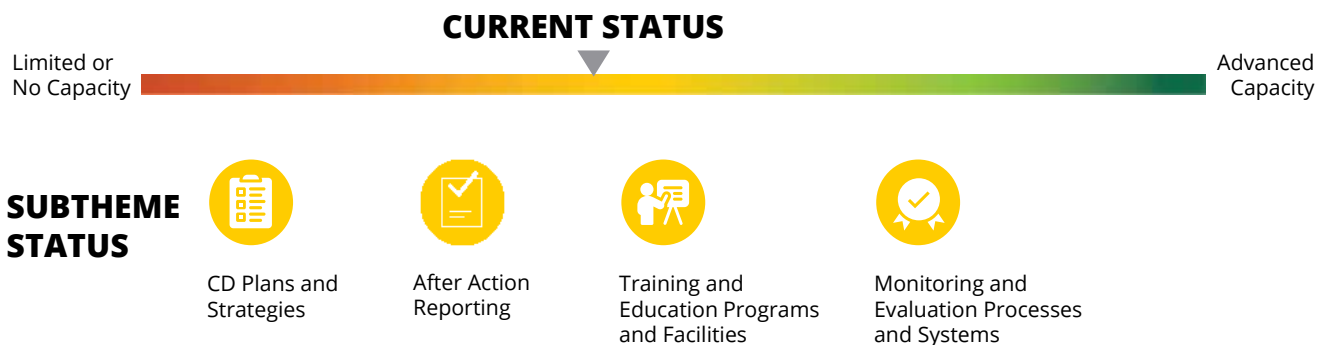 CURRENT STATUS
Limited or
No Capacity
Advanced
Capacity
SUBTHEME
STATUS
CD Plans and
Strategies
After Action
Reporting
Training and
Education Programs
and Facilities
Monitoring and
Evaluation Processes
and Systems